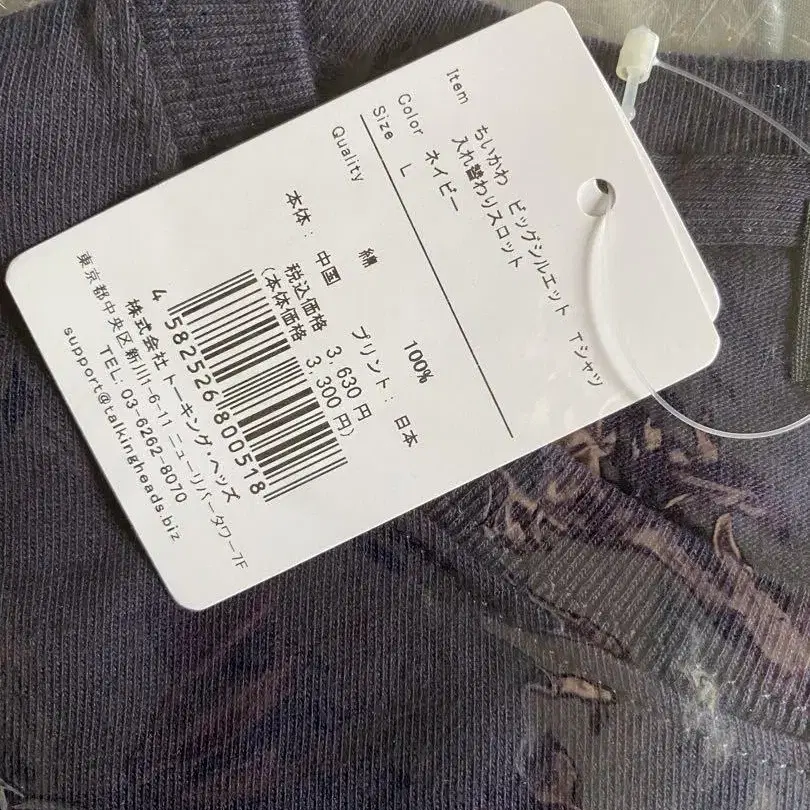 Item ちいかわ ビッグシルエット Tシャツ
入れ替わりスロット
Color ネイビー
Size L
Quality 綿 100%
本体: 中国 プリント: 日本
税込価格 3,630円
(本体価格 3,300円)
4 582526 800518
株式会社トーキング・ヘッズ
東京都中央区新川1-6-11 ニューリバータワー7F
TEL. 03-6262-8070
support@talkingheads.biz